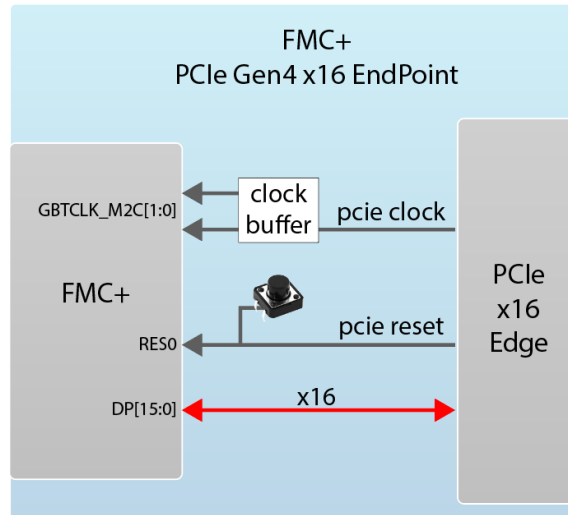 FMC+
PCIe Gen4 x16 EndPoint
GBTCLK_M2C[1:0]
clock
buffer
pcie clock
FMC+
PCIe
x16
Edge
RES0
pcie reset
DP[15:0]
x16